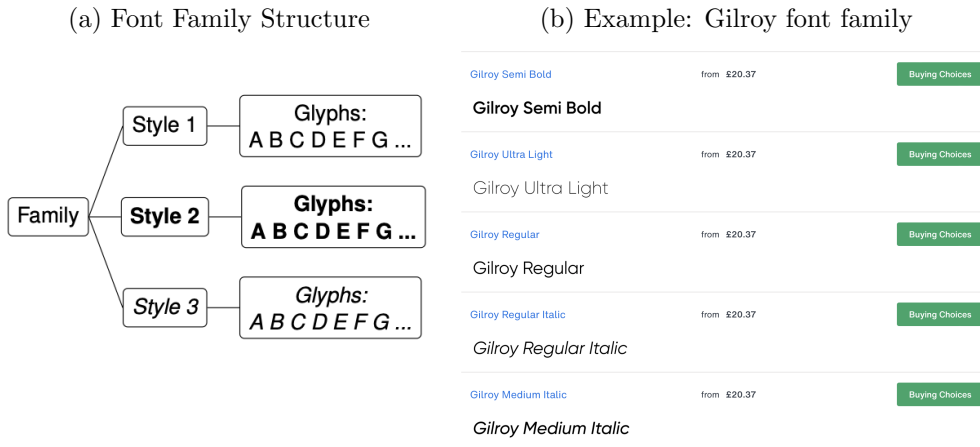 (a) Font Family Structure
Family
Style 1
Glyphs:
A B C D E F G ...
Style 2
Glyphs:
A B C D E F G ...
Style 3
Glyphs:
A B C D E F G ...
(b) Example: Gilroy font family
Gilroy Semi Bold from £20.37 Buying Choices
Gilroy Semi Bold
Gilroy Ultra Light from £20.37 Buying Choices
Gilroy Ultra Light
Gilroy Regular from £20.37 Buying Choices
Gilroy Regular
Gilroy Regular Italic from £20.37 Buying Choices
Gilroy Regular Italic
Gilroy Medium Italic from £20.37 Buying Choices
Gilroy Medium Italic